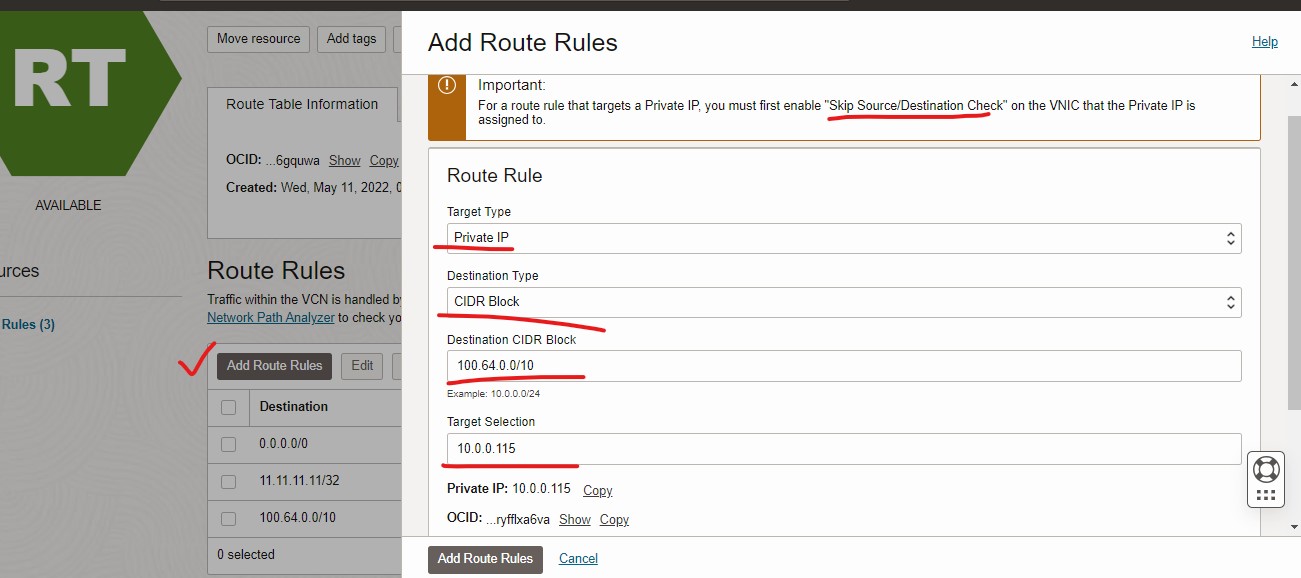 RT
AVAILABLE
urces
Rules (3)
Move resource
Add tags
Route Table Information
OCID: ...6gquwa Show Copy
Created: Wed, May 11, 2022, 0
Route Rules
Traffic within the VCN is handled by
Network Path Analyzer to check yo
Add Route Rules
Edit
Destination
0.0.0.0/0
11.11.11.11/32
100.64.0.0/10
0 selected
Add Route Rules
Help
Important:
For a route rule that targets a Private IP, you must first enable "Skip Source/Destination Check" on the VNIC that the Private IP is
assigned to.
Route Rule
Target Type
Private IP
Destination Type
CIDR Block
Destination CIDR Block
100.64.0.0/10
Example: 10.0.0.0/24
Target Selection
10.0.0.115
Private IP: 10.0.0.115 Copy
OCID: ...ryfflxa6va Show Copy
Add Route Rules
Cancel